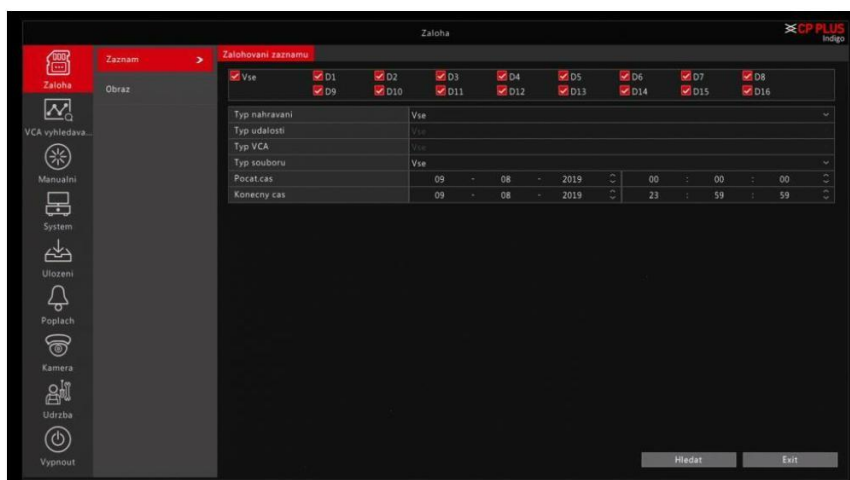 Zaloha
CP PLUS
Indigo
Zaloha
VCA vyhledava...
Manualni
System
Ulozeni
Poplach
Kamera
Udrzba
Vypnout
Zaznam >
Obraz
Zalohovani zaznamu
Vse D1 D2 D3 D4 D5 D6 D7 D8
D9 D10 D11 D12 D13 D14 D15 D16
Typ nahravani Vse
Typ udalosti Vse
Typ VCA Vse
Typ souboru Vse
Pocat.cas 09 - 08 - 2019 00 : 00 : 00
Konecny cas 09 - 08 - 2019 23 : 59 : 59
Hledat Exit